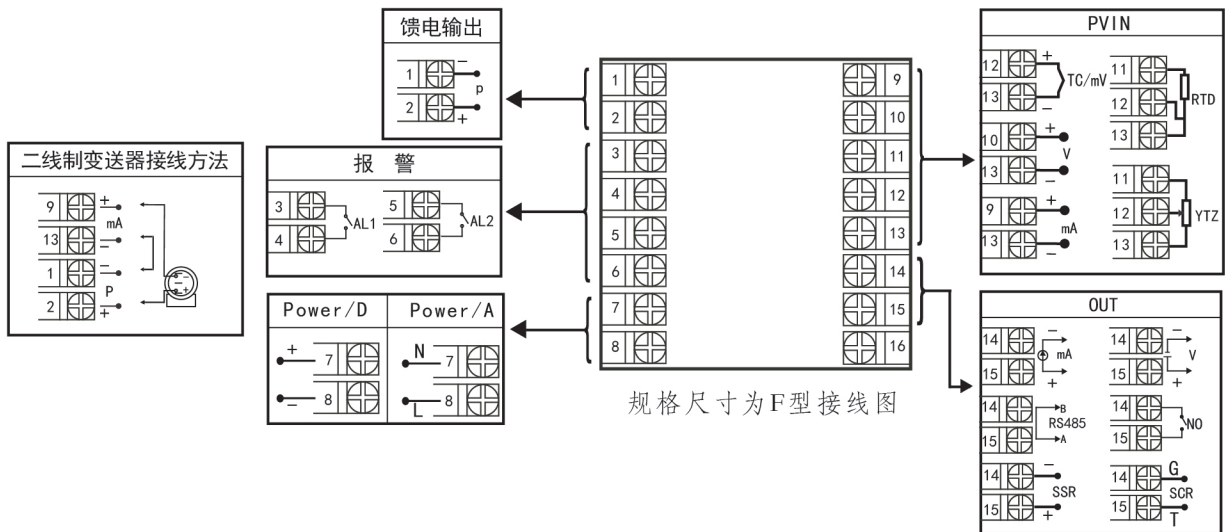 馈电输出
1 −
p
2 +
二线制变送器接线方法
9 +
mA
13 −
1 −
P
2 +
− − +
报 警
3
AL1
4
5
AL2
6
Power/D
+ 7
− 8
Power/A
N 7
L 8
1 9
2 10
3 11
4 12
5 13
6 14
7 15
8 16
规格尺寸为F型接线图
PVIN
12 +
TC/mV
13 −
10 +
V
13 −
9 +
mA
13 −
11
12 RTD
13
11
12 YTZ
13
OUT
14 −
mA
15 +
14 B
RS485
15 A
14 −
SSR
15 +
14 −
V
15 +
14
NO
15
14 G
SCR
15 T